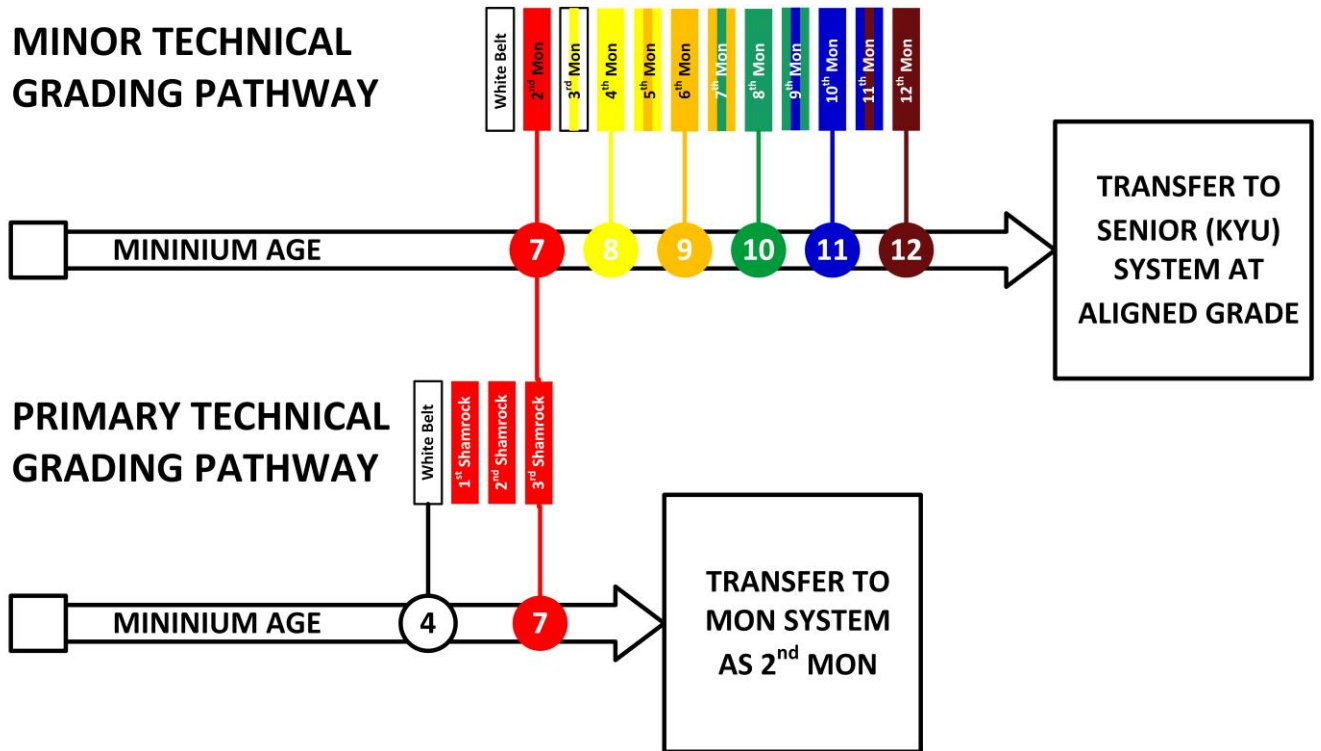 MINOR TECHNICAL
GRADING PATHWAY
White Belt
2nd Mon
3rd Mon
4th Mon
5th Mon
6th Mon
7th Mon
8th Mon
9th Mon
10th Mon
11th Mon
12th Mon
MININIUM AGE
7
8
9
10
11
12
TRANSFER TO
SENIOR (KYU)
SYSTEM AT
ALIGNED GRADE
PRIMARY TECHNICAL
GRADING PATHWAY
White Belt
1st Shamrock
2nd Shamrock
3rd Shamrock
MININIUM AGE
4
7
TRANSFER TO
MON SYSTEM
AS 2nd MON